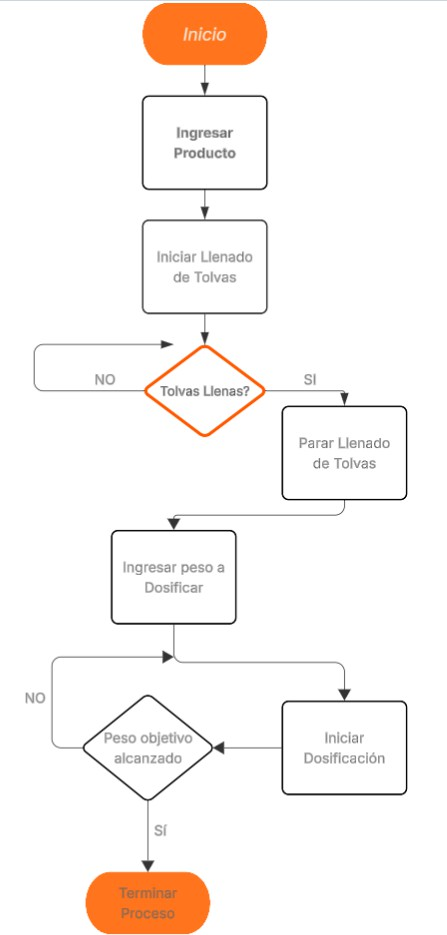 Inicio
Ingresar
Producto
Iniciar Llenado
de Tolvas
NO
Tolvas Llenas?
SI
Parar Llenado
de Tolvas
Ingresar peso a
Dosificar
NO
Peso objetivo
alcanzado
Iniciar
Dosificación
Sí
Terminar
Proceso